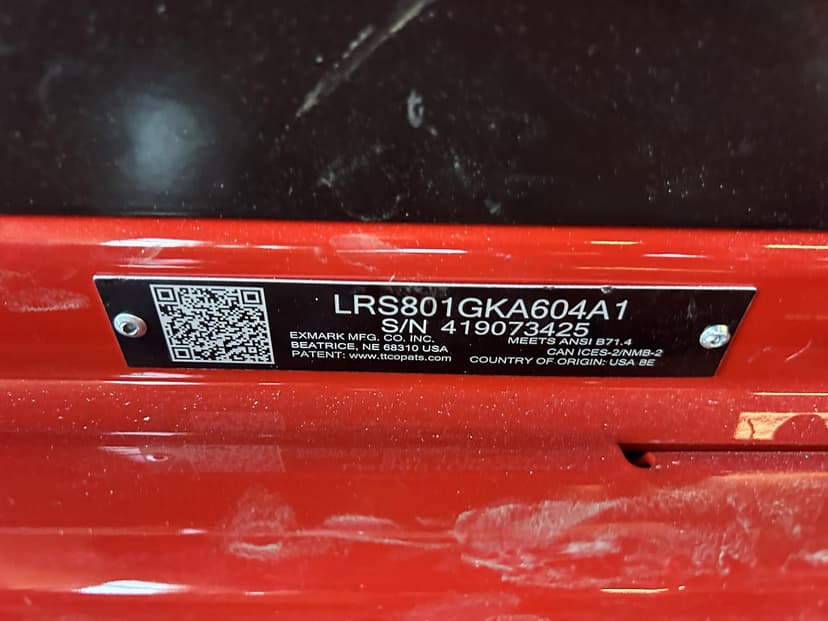 LRS801GKA604A1
S/N 419073425
EXMARK MFG. CO. INC.
MEETS ANSI B71.4
BEATRICE, NE 68310 USA
CAN ICES-2/NMB-2
PATENT: www.ttcopats.com
COUNTRY OF ORIGIN: USA BE